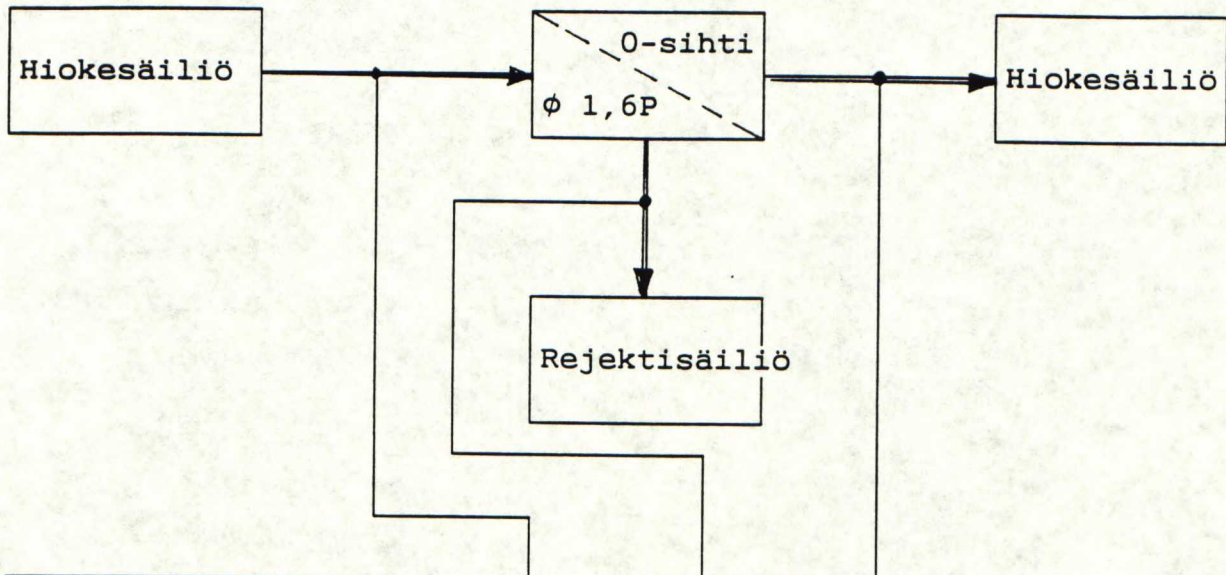 Hiokesäiliö
0-sihti
φ 1,6P
Hiokesäiliö
Rejektisäiliö